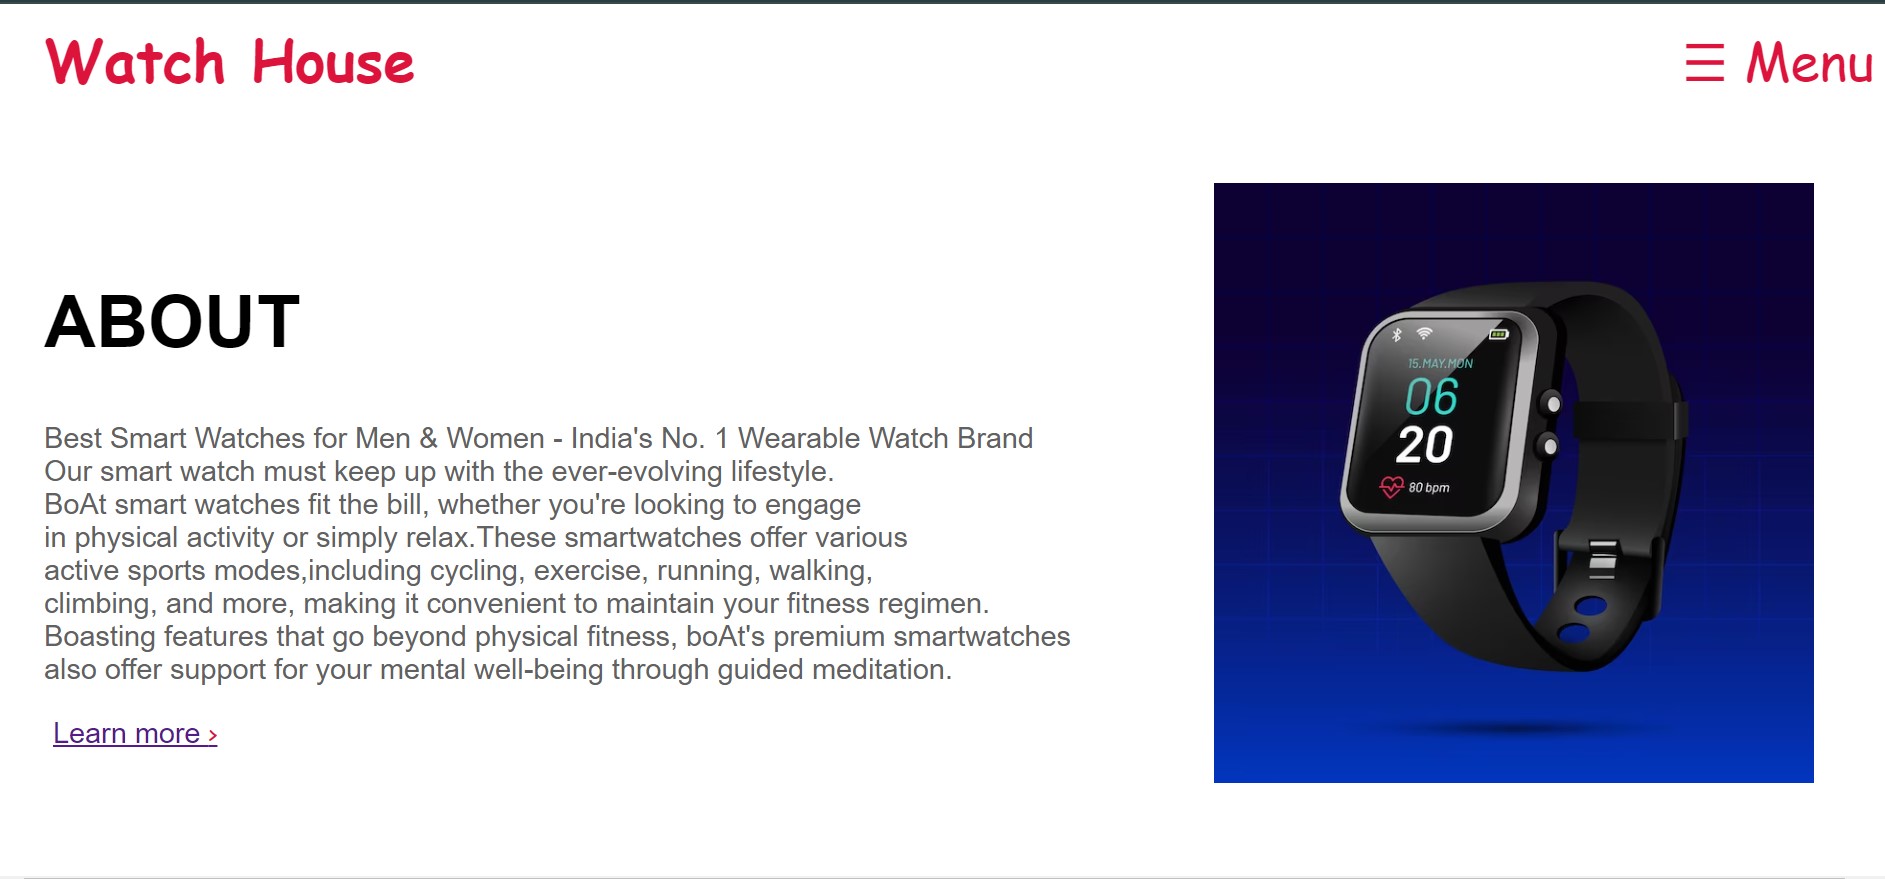 Watch House
☰ Menu
ABOUT
Best Smart Watches for Men & Women - India's No. 1 Wearable Watch Brand
Our smart watch must keep up with the ever-evolving lifestyle.
BoAt smart watches fit the bill, whether you're looking to engage
in physical activity or simply relax.These smartwatches offer various
active sports modes,including cycling, exercise, running, walking,
climbing, and more, making it convenient to maintain your fitness regimen.
Boasting features that go beyond physical fitness, boAt's premium smartwatches
also offer support for your mental well-being through guided meditation.
Learn more ›
15.MAY.MON
06
20
80 bpm